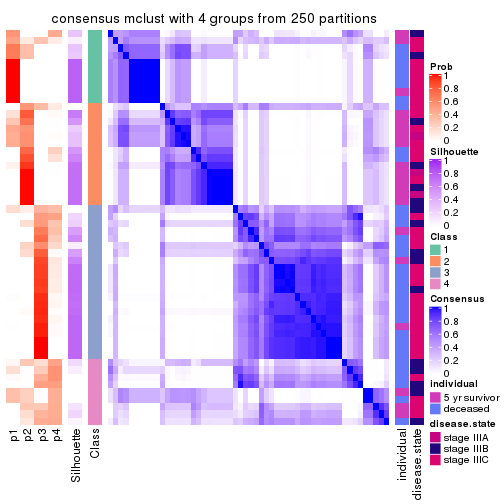 consensus mclust with 4 groups from 250 partitions
Prob
1
0.8
0.6
0.4
0.2
0
Silhouette
1
0.8
0.6
0.4
0.2
0
Class
1
2
3
4
Consensus
1
0.8
0.6
0.4
0.2
0
individual
5 yr survivor
deceased
disease.state
stage IIIA
stage IIIB
stage IIIC
p1
p2
p3
p4
Silhouette
Class
individual
disease.state